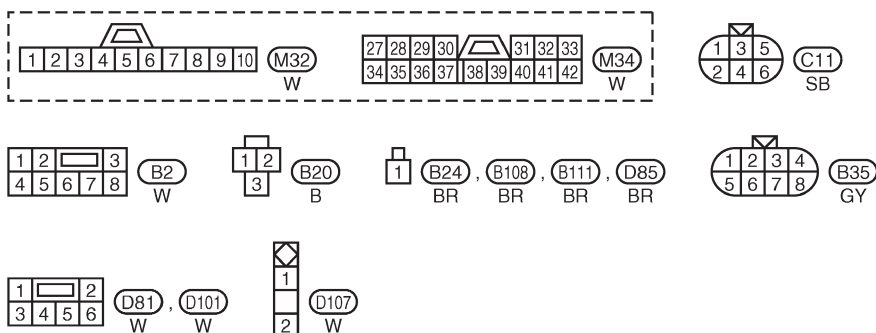 1 2 3 4 5 6 7 8 9 10 M32 W
27 28 29 30 31 32 33
34 35 36 37 38 39 40 41 42 M34 W
1 3 5
2 4 6 C11 SB
1 2 3
4 5 6 7 8 B2 W
1 2
3 B20 B
1 B24 , B108 , B111 , D85
BR BR BR BR
1 2 3 4
5 6 7 8 B35 GY
1 2
3 4 5 6 D81 , D101
W W
1
2 D107 W